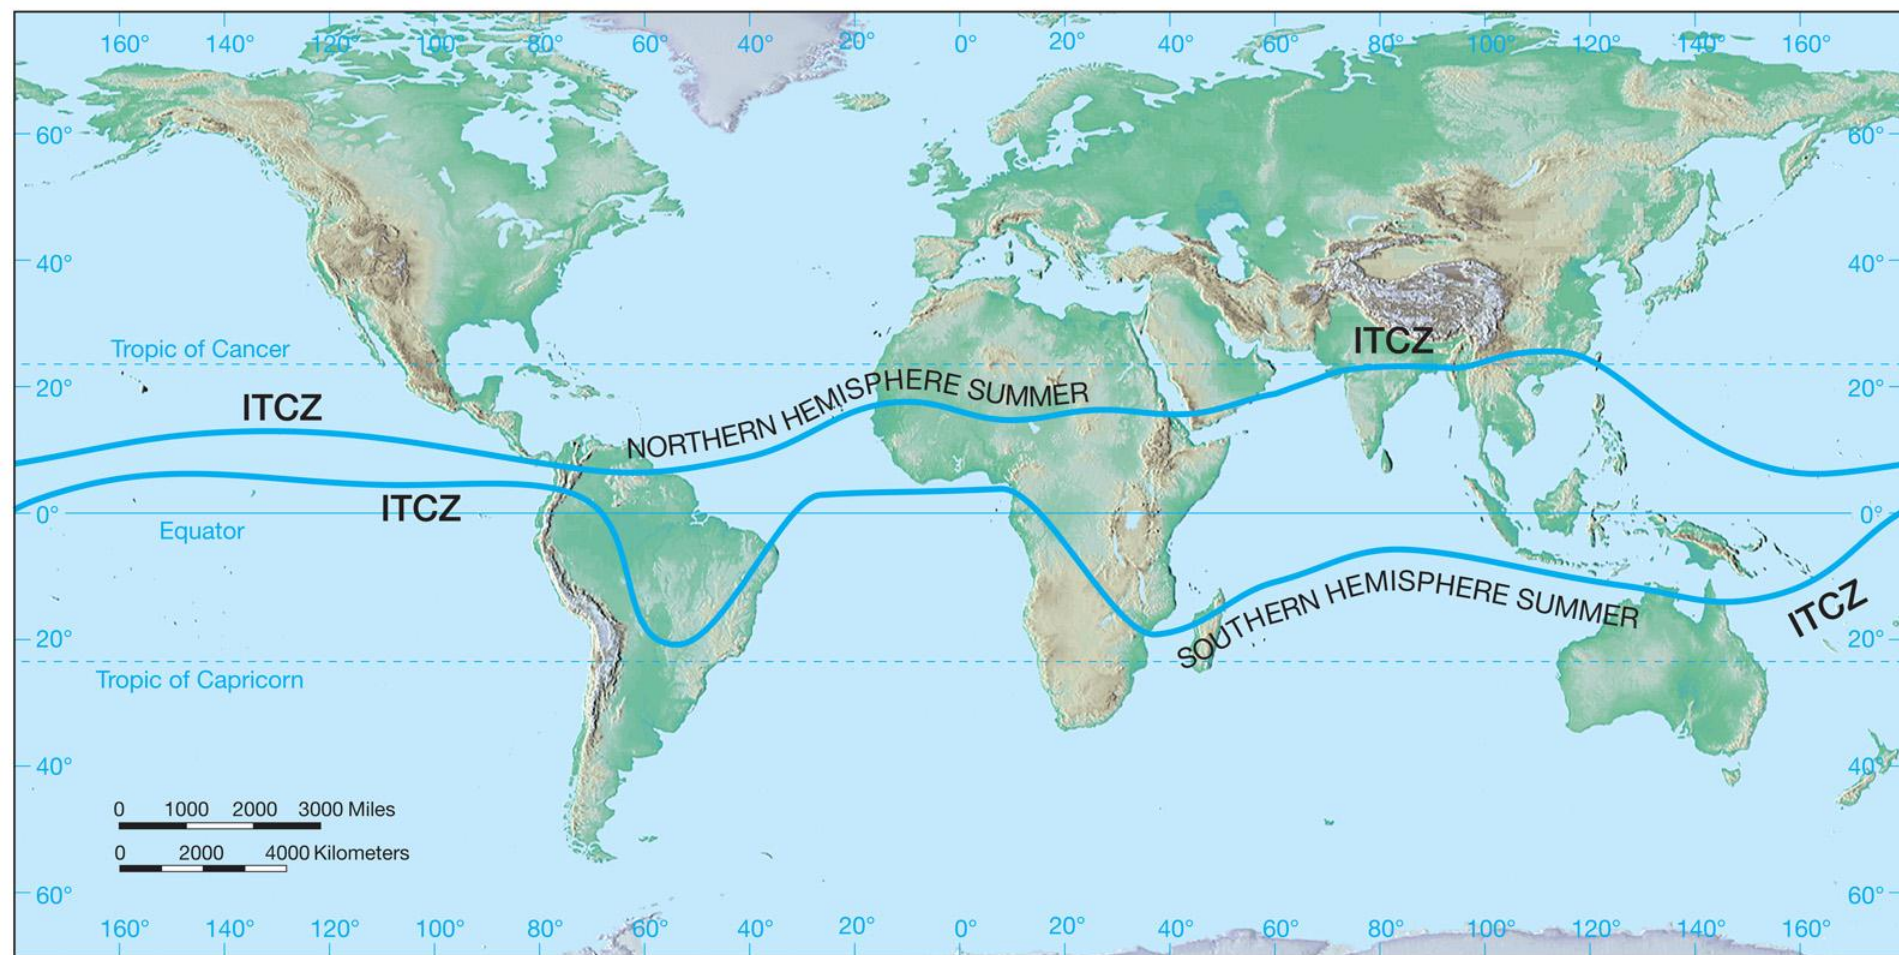 160° 140° 120° 100° 80° 60° 40° 20° 0° 20° 40° 60° 80° 100° 120° 140° 160°
60° 60°
40° 40°
ITCZ
Tropic of Cancer
20° NORTHERN HEMISPHERE SUMMER 20°
ITCZ
ITCZ
0° 0°
Equator
SOUTHERN HEMISPHERE SUMMER
ITCZ
20° 20°
Tropic of Capricorn
40° 40°
0 1000 2000 3000 Miles
0 2000 4000 Kilometers
60° 60°
160° 140° 120° 100° 80° 60° 40° 20° 0° 20° 40° 60° 80° 100° 120° 140° 160°